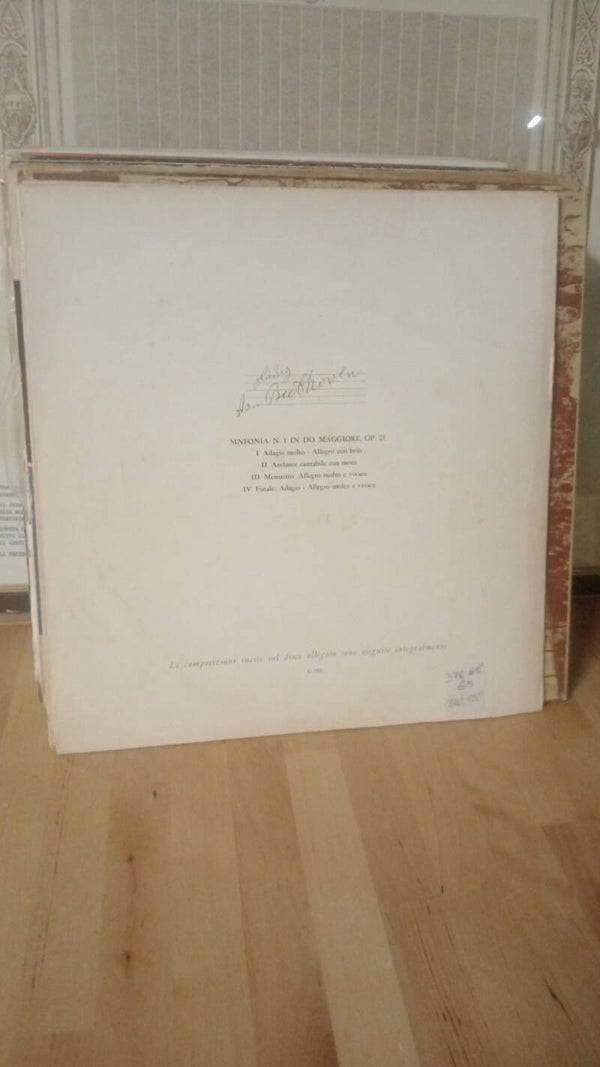 Ludwig
van Beethoven
SINFONIA N. 1 IN DO MAGGIORE, OP. 21
I Adagio molto - Allegro con brio
II Andante cantabile con moto
III Menuetto: Allegro molto e vivace
IV Finale: Adagio - Allegro molto e vivace
Le composizioni incise sul disco allegato sono eseguite integralmente
65